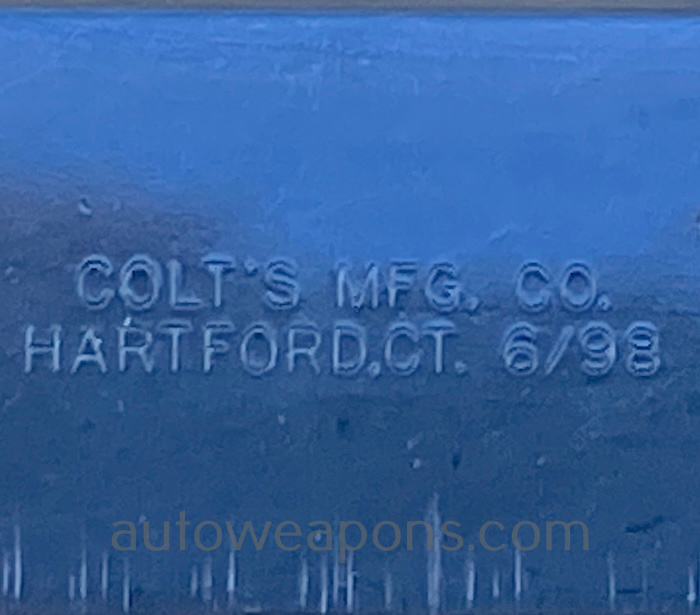 COLT'S MFG. CO.
HARTFORD,CT. 6/98
autoweapons.com